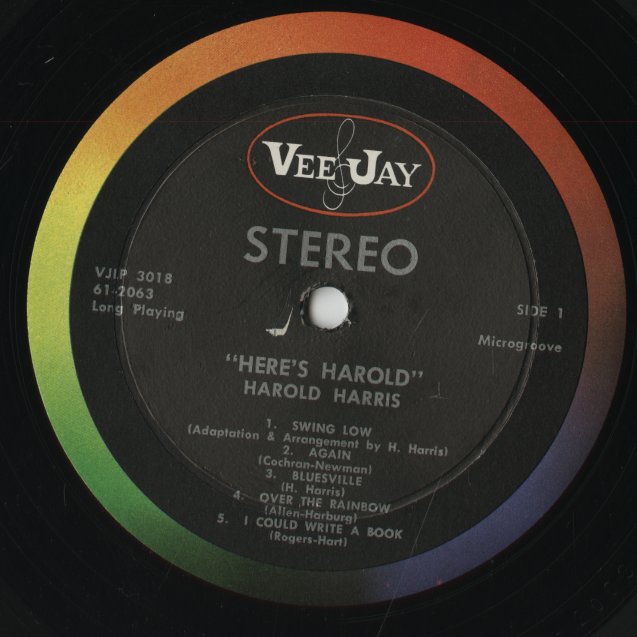 VEE JAY
STEREO
VJLP 3018
61-2063
Long Playing
SIDE 1
Microgroove
"HERE'S HAROLD"
HAROLD HARRIS
1. SWING LOW
(Adaptation & Arrangement by H. Harris)
2. AGAIN
(Cochran-Newman)
3. BLUESVILLE
(H. Harris)
4. OVER THE RAINBOW
(Allen-Harburg)
5. I COULD WRITE A BOOK
(Rogers-Hart)